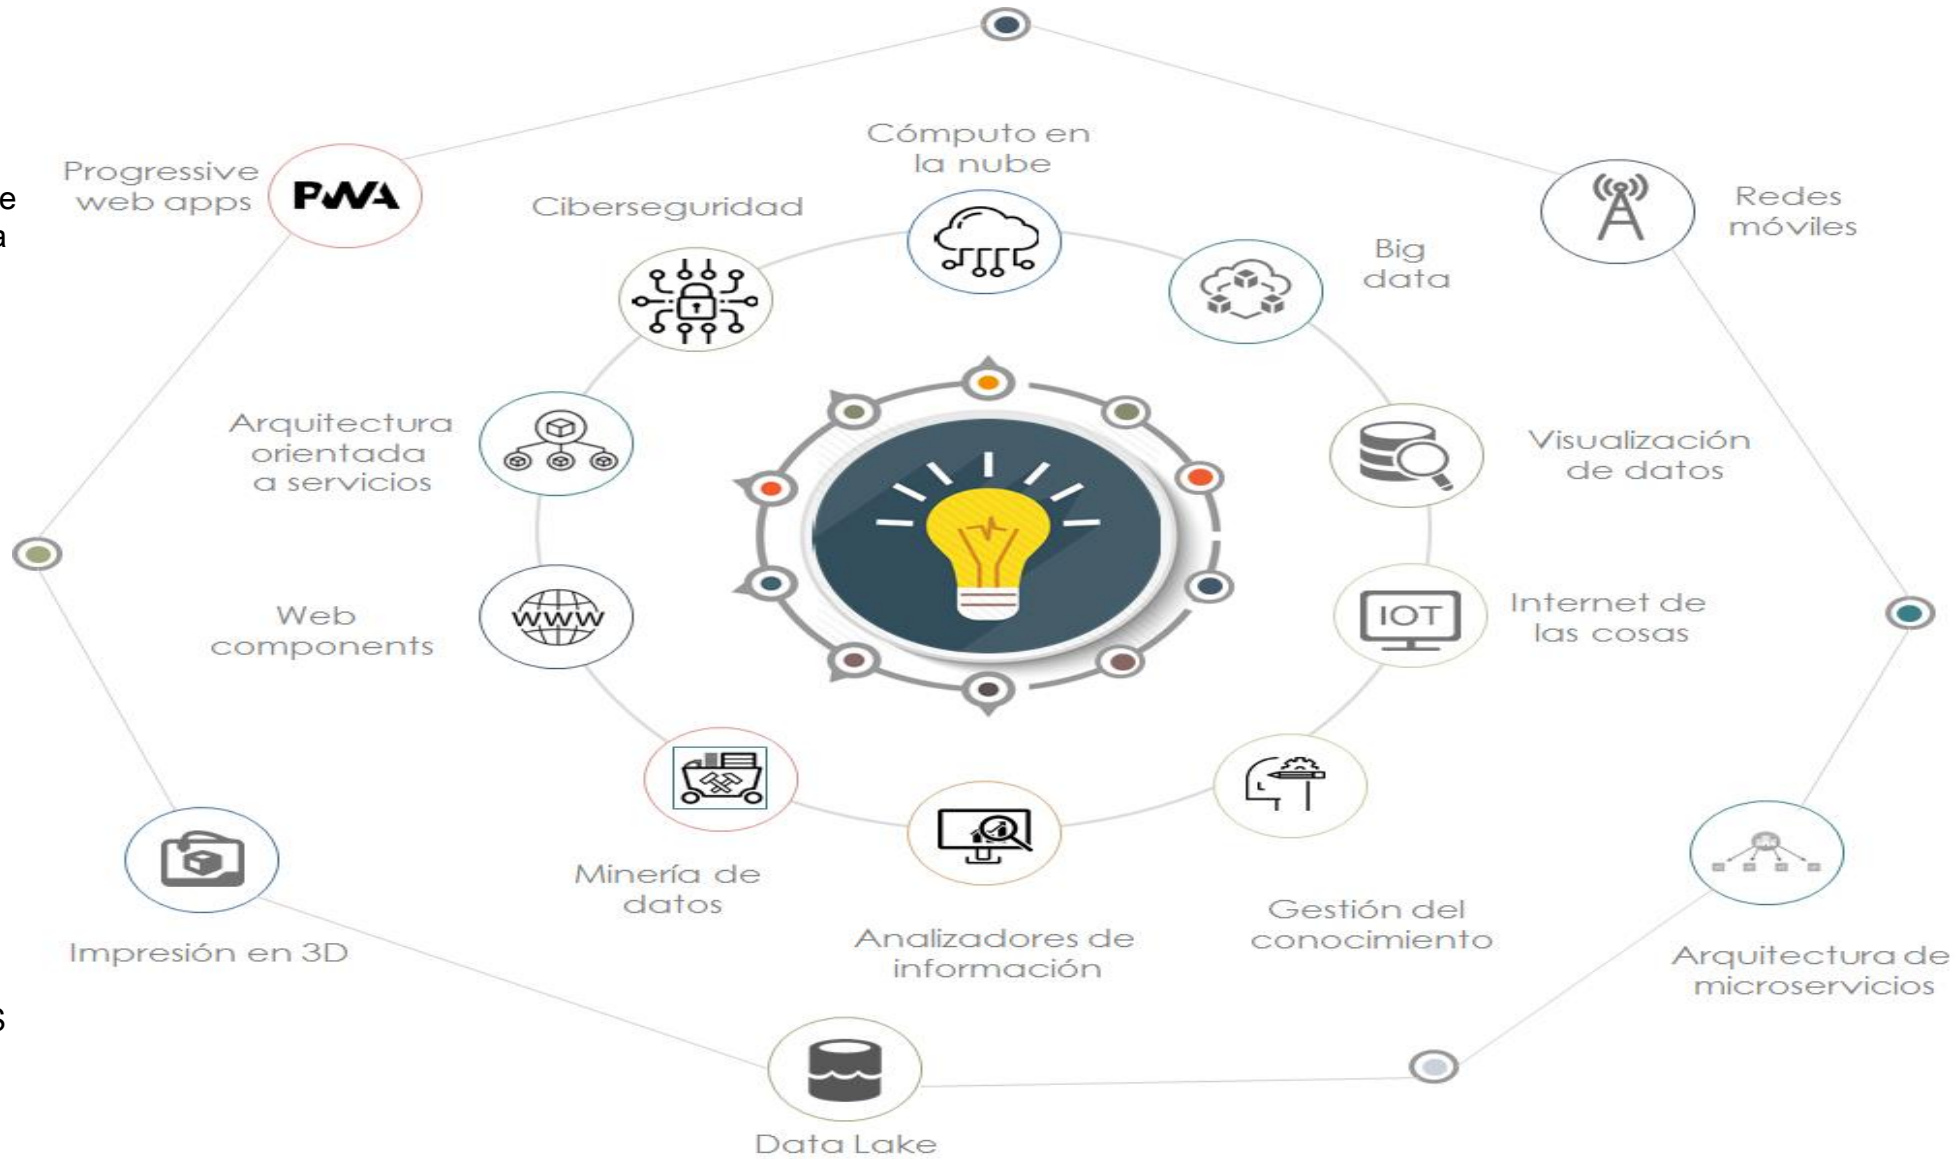 Cómputo en
la nube
Progressive
web apps
PWA
Ciberseguridad
Redes
móviles
Big
data
Arquitectura
orientada
a servicios
Visualización
de datos
Web
components
WWW
IOT
Internet de
las cosas
Minería de
datos
Analizadores de
información
Gestión del
conocimiento
Impresión en 3D
Arquitectura de
microservicios
Data Lake
e
a
S